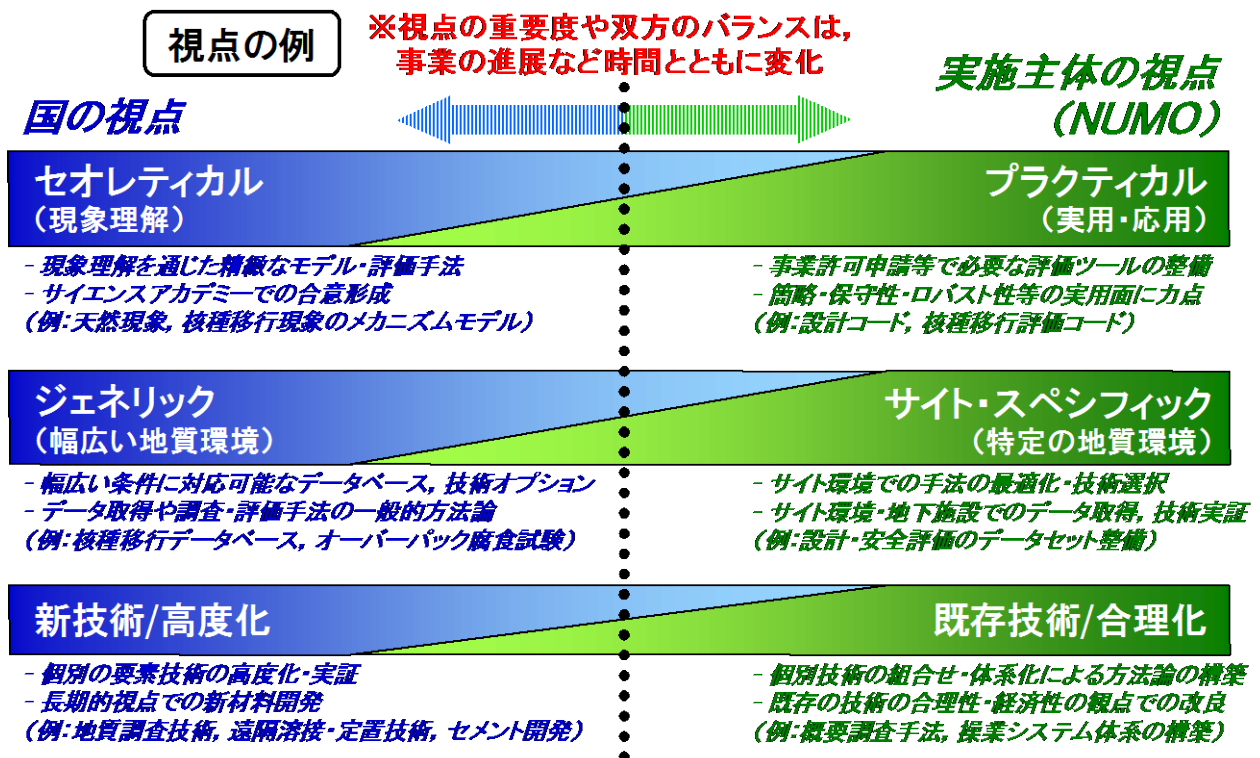 視点の例
※視点の重要度や双方のバランスは，
事業の進展など時間とともに変化
国の視点
実施主体の視点
（NUMO）
セオレティカル
（現象理解）
プラクティカル
（実用・応用）
- 現象理解を通じた精緻なモデル・評価手法
- サイエンスアカデミーでの合意形成
（例：天然現象，核種移行現象のメカニズムモデル）
- 事業許可申請等で必要な評価ツールの整備
- 簡略・保守性・ロバスト性等の実用面に力点
（例：設計コード，核種移行評価コード）
ジェネリック
（幅広い地質環境）
サイト・スペシフィック
（特定の地質環境）
- 幅広い条件に対応可能なデータベース，技術オプション
- データ取得や調査・評価手法の一般的方法論
（例：核種移行データベース，オーバーパック腐食試験）
- サイト環境での手法の最適化・技術選択
- サイト環境・地下施設でのデータ取得，技術実証
（例：設計・安全評価のデータセット整備）
新技術/高度化
既存技術/合理化
- 個別の要素技術の高度化・実証
- 長期的視点での新材料開発
（例：地質調査技術，遠隔溶接・定置技術，セメント開発）
- 個別技術の組合せ・体系化による方法論の構築
- 既存の技術の合理性・経済性の観点での改良
（例：概要調査手法，操業システム体系の構築）